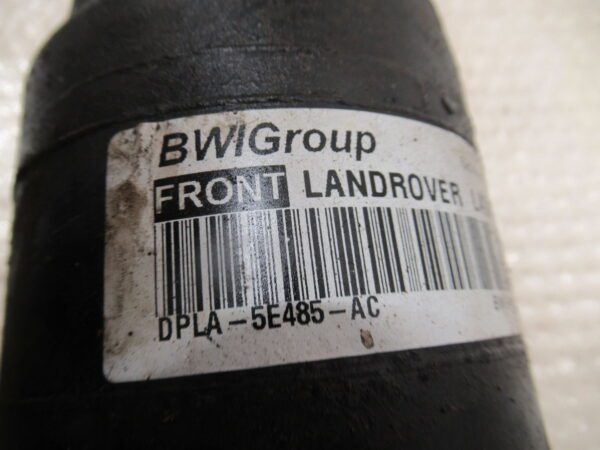 BWIGroup
FRONT LANDROVER
DPLA-5E485-AC